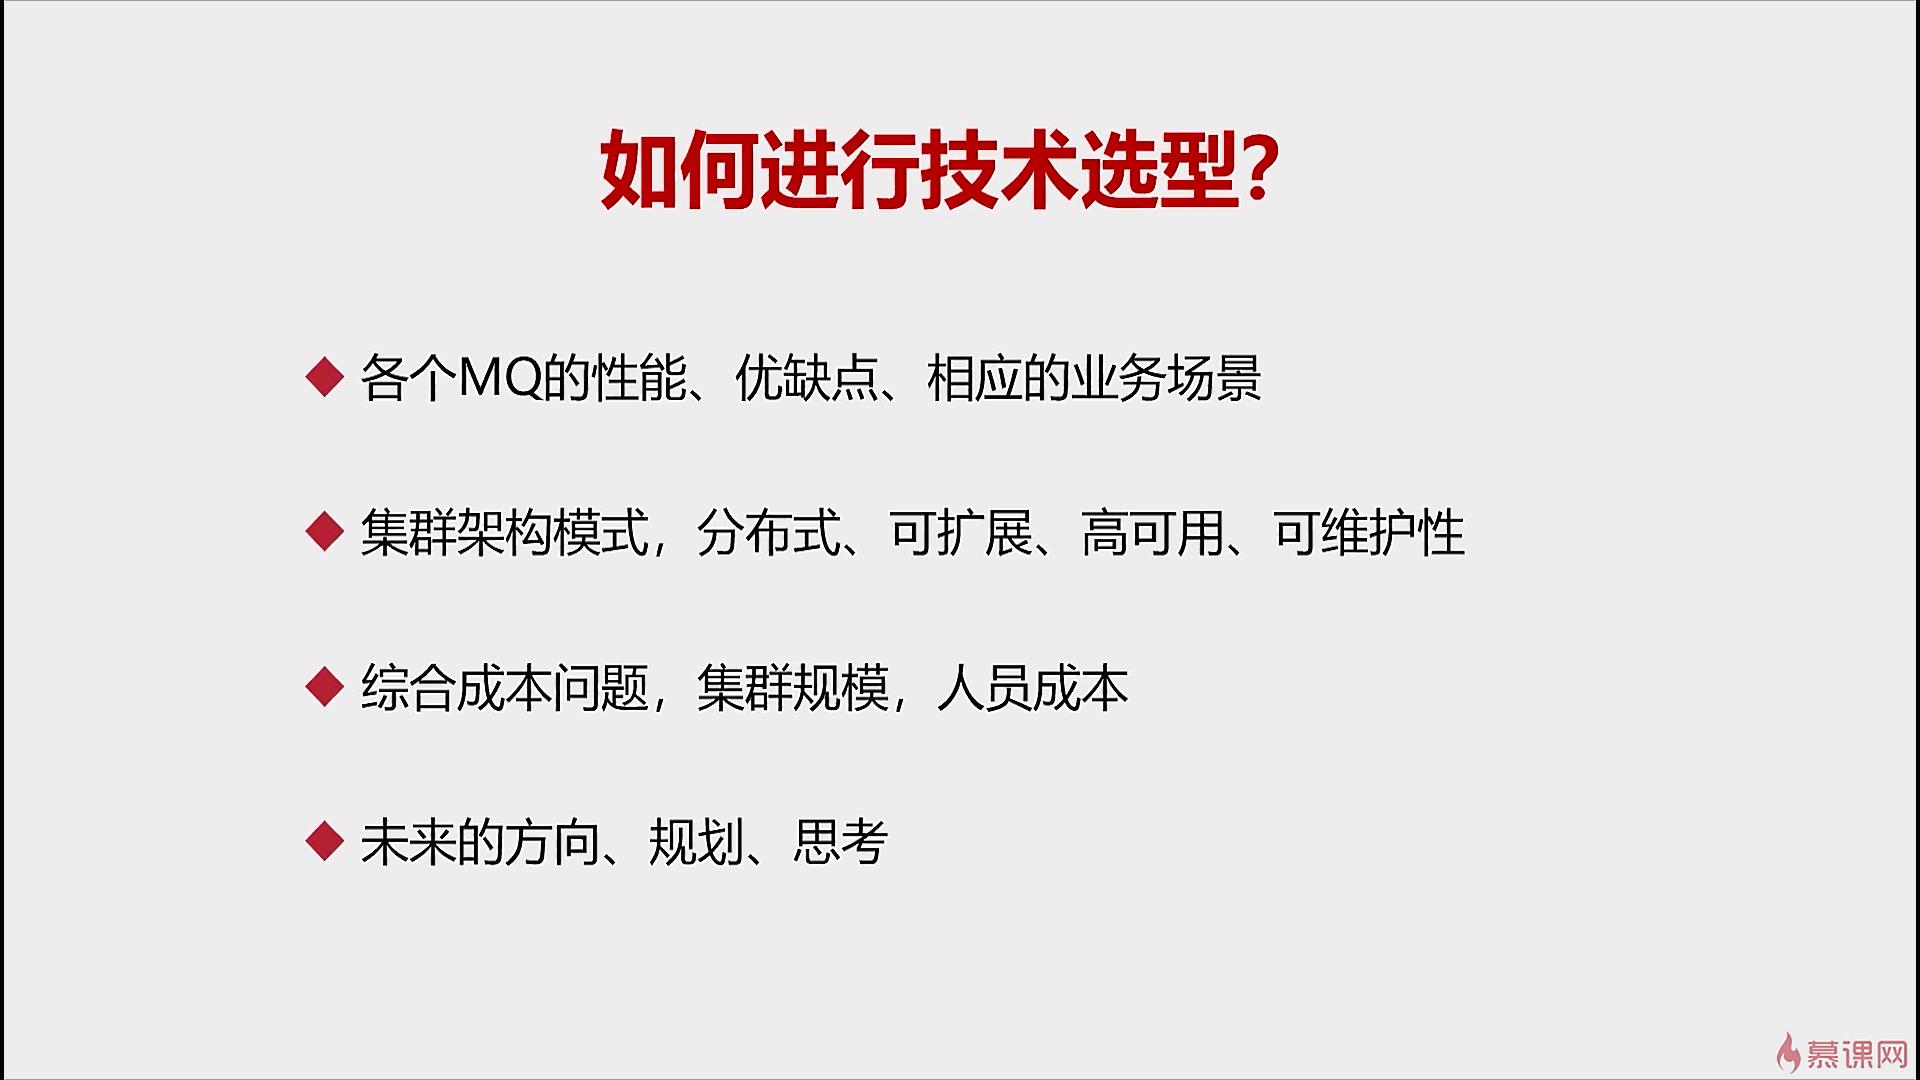 如何进行技术选型？
各个MQ的性能、优缺点、相应的业务场景
集群架构模式，分布式、可扩展、高可用、可维护性
综合成本问题，集群规模，人员成本
未来的方向、规划、思考
慕课网